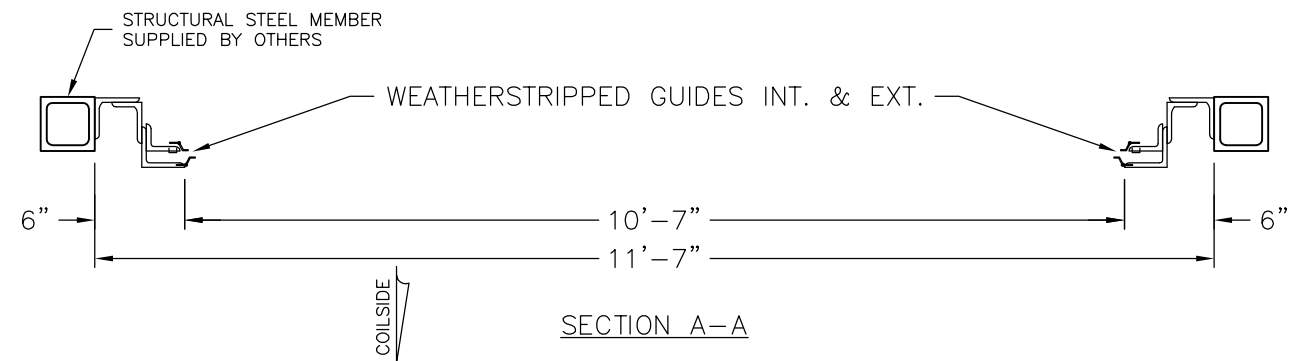 STRUCTURAL STEEL MEMBER
SUPPLIED BY OTHERS
WEATHERSTRIPPED GUIDES INT. & EXT.
6”
10’-7”
6”
11’-7”
COILSIDE
SECTION A-A